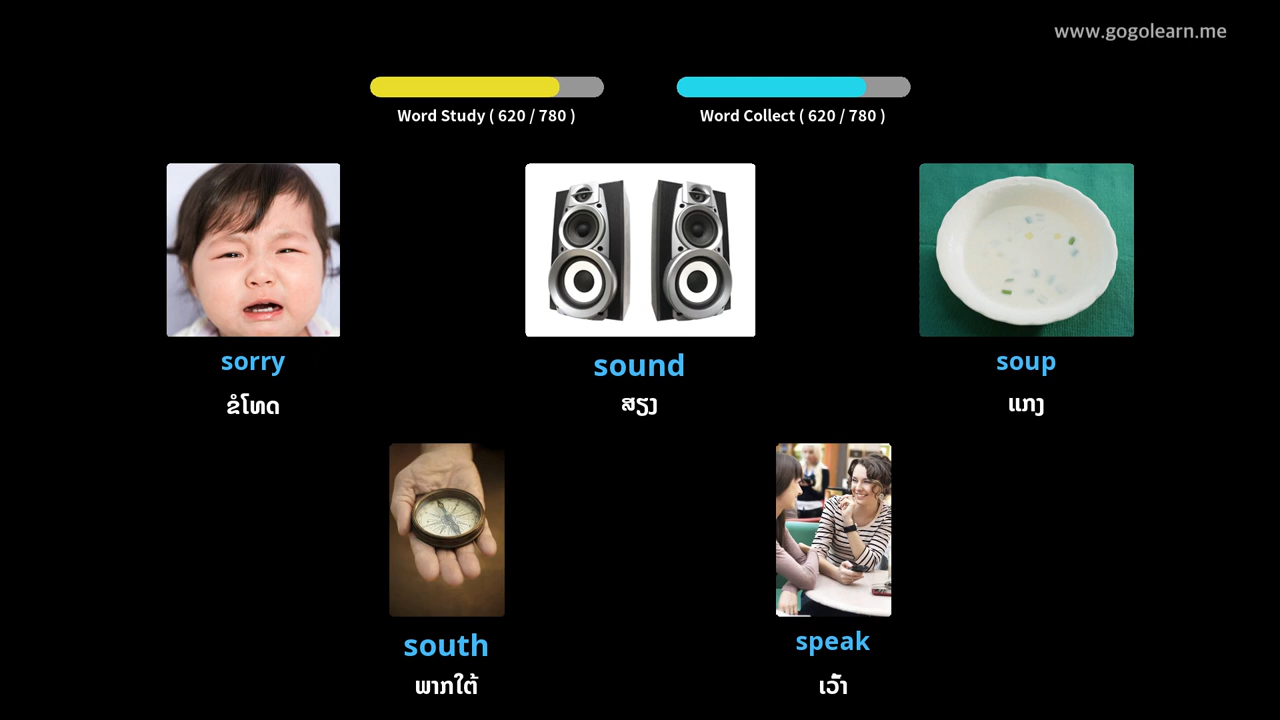 www.gogolearn.me
Word Study ( 620 / 780 )
Word Collect ( 620 / 780 )
sorry
ຂໍໂທດ
sound
ສຽງ
soup
ແກງ
south
ພາກໃຕ້
speak
ເວົ້າ